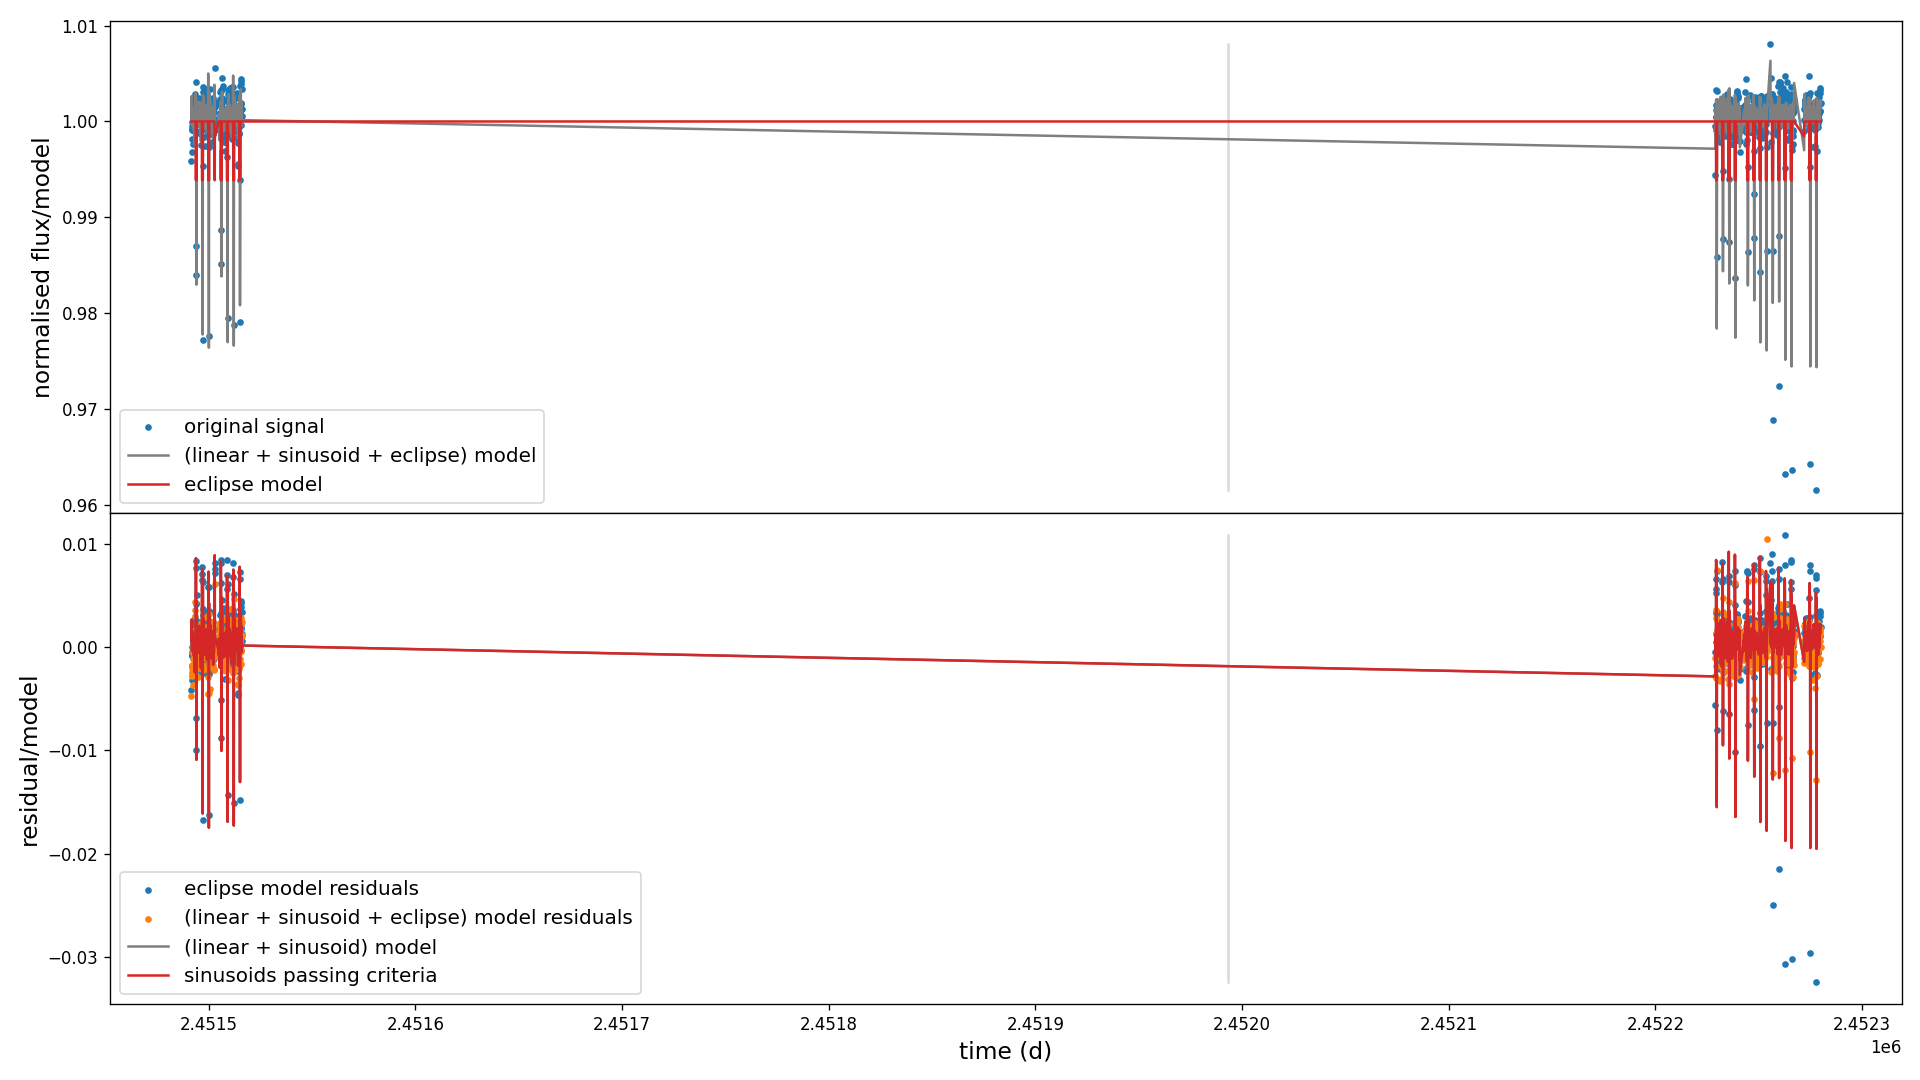 1.01
1.00
0.99
0.98
0.97
0.96
normalised flux/model
original signal
(linear + sinusoid + eclipse) model
eclipse model
0.01
0.00
−0.01
−0.02
−0.03
residual/model
eclipse model residuals
(linear + sinusoid + eclipse) model residuals
(linear + sinusoid) model
sinusoids passing criteria
2.4515 2.4516 2.4517 2.4518 2.4519 2.4520 2.4521 2.4522 2.4523
1e6
time (d)